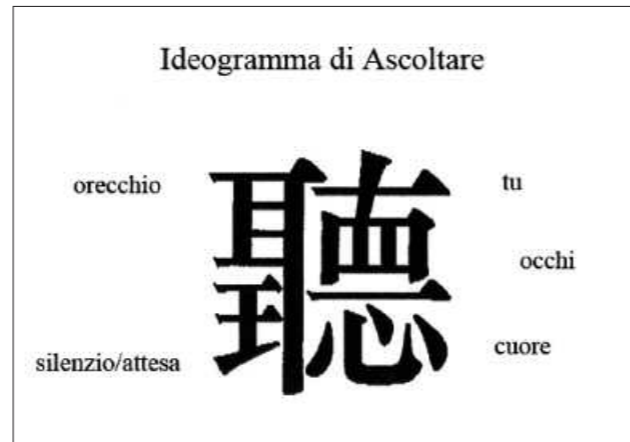 Ideogramma di Ascoltare
orecchio
tu
聽
occhi
silenzio/attesa
cuore